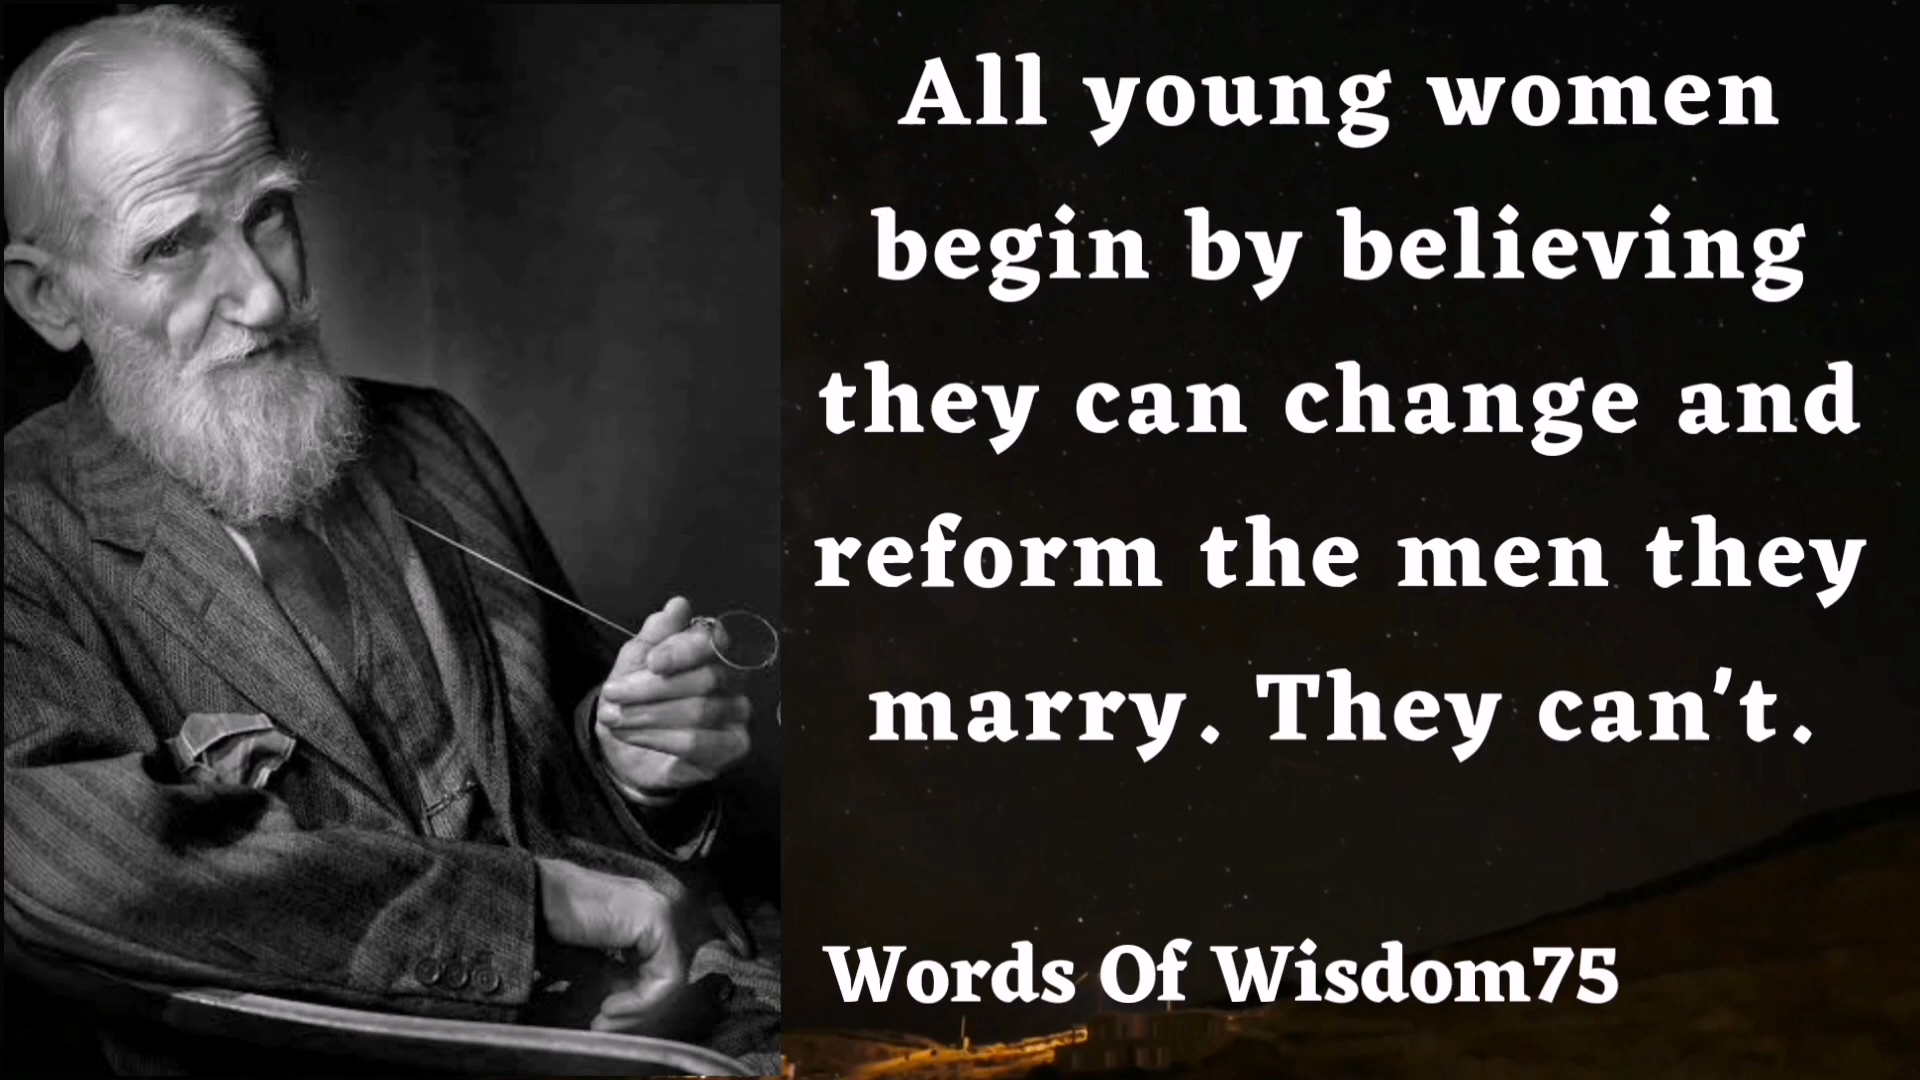 All young women
begin by believing
they can change and
reform the men they
marry. They can't.
Words Of Wisdom75